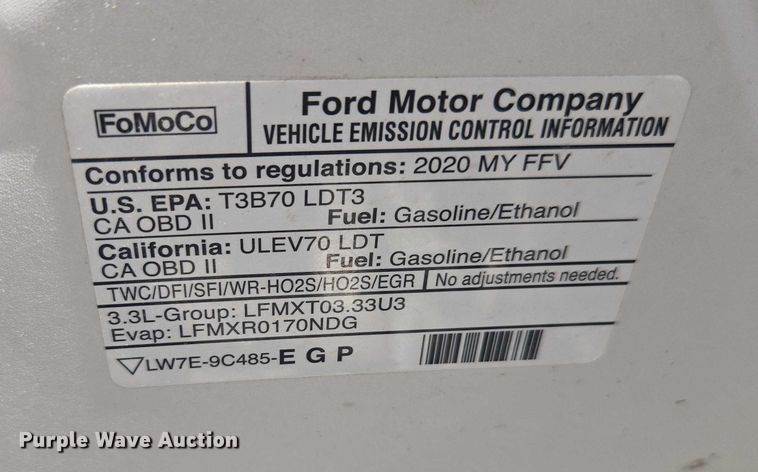 FoMoCo
Ford Motor Company
VEHICLE EMISSION CONTROL INFORMATION
Conforms to regulations: 2020 MY FFV
U.S. EPA: T3B70 LDT3
CA OBD II Fuel: Gasoline/Ethanol
California: ULEV70 LDT
CA OBD II Fuel: Gasoline/Ethanol
TWC/DFI/SFI/WR-HO2S/HO2S/EGR No adjustments needed.
3.3L-Group: LFMXT03.33U3
Evap: LFMXR0170NDG
LW7E-9C485-E G P
Purple Wave Auction